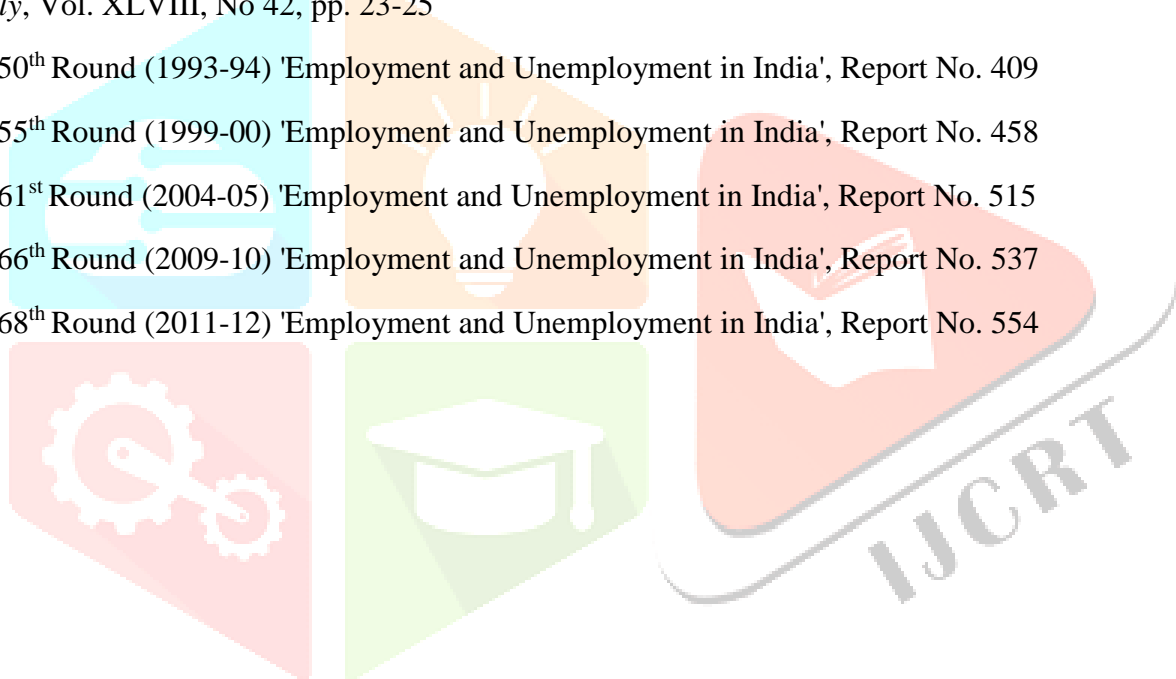 ly, Vol. XLVIII, No 42, pp. 23-25
50th Round (1993-94) 'Employment and Unemployment in India', Report No. 409
55th Round (1999-00) 'Employment and Unemployment in India', Report No. 458
61st Round (2004-05) 'Employment and Unemployment in India', Report No. 515
66th Round (2009-10) 'Employment and Unemployment in India', Report No. 537
68th Round (2011-12) 'Employment and Unemployment in India', Report No. 554
IJCRT